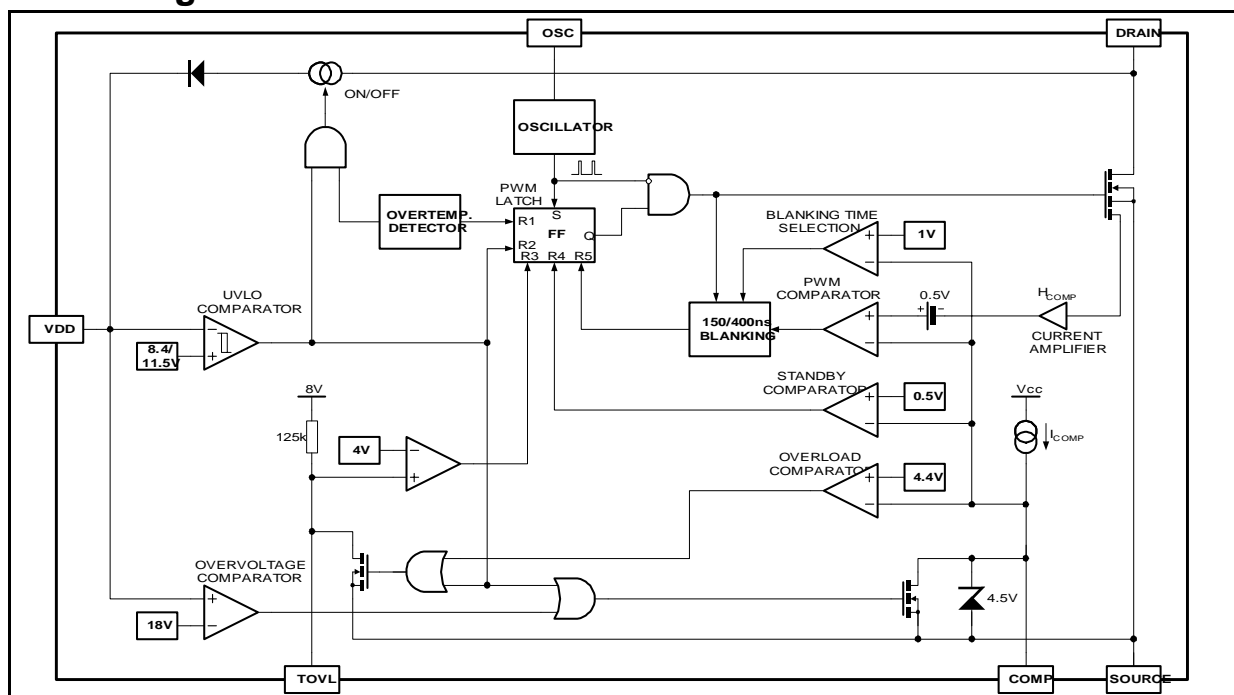 OSC
DRAIN
ON/OFF
OSCILLATOR
PWM
LATCH
OVERTEMP.
DETECTOR
R1
S
FF
R2
Q
R3 R4 R5
BLANKING TIME
SELECTION
+
1V
−
UVLO
COMPARATOR
PWM
COMPARATOR
0.5V
+ −
HCOMP
CURRENT
AMPLIFIER
VDD
−
+
8.4/
11.5V
150/400ns
BLANKING
+
−
STANDBY
COMPARATOR
+
0.5V
−
Vcc
ICOMP
8V
125k
4V
−
+
OVERLOAD
COMPARATOR
+
4.4V
−
OVERVOLTAGE
COMPARATOR
+
18V
−
4.5V
TOVL
COMP
SOURCE